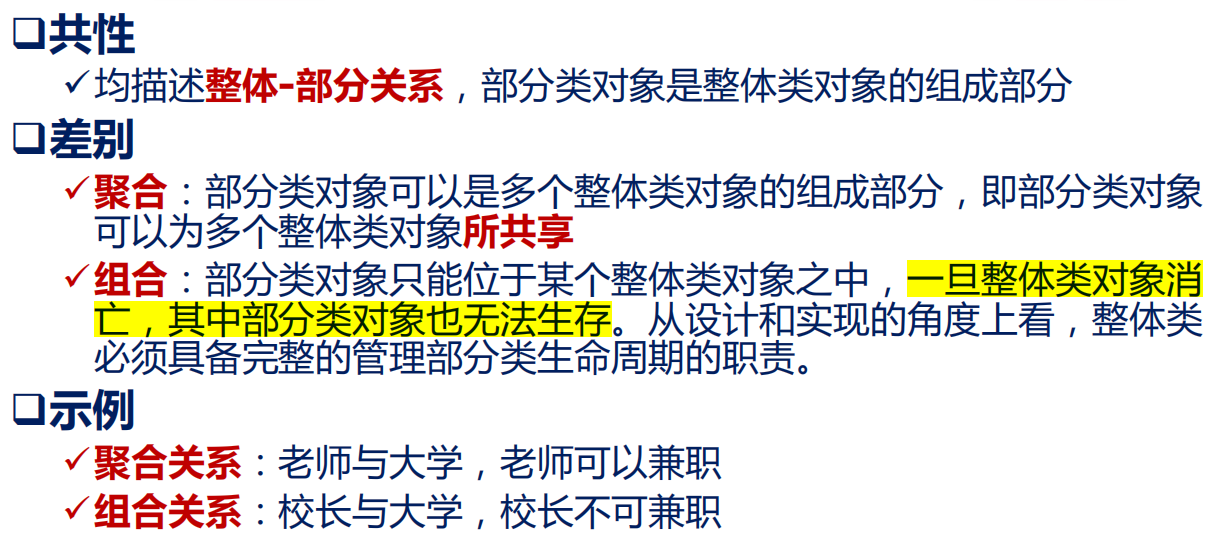 ❑共性
✓均描述整体-部分关系，部分类对象是整体类对象的组成部分
❑差别
✓聚合：部分类对象可以是多个整体类对象的组成部分，即部分类对象
可以为多个整体类对象所共享
✓组合：部分类对象只能位于某个整体类对象之中，一旦整体类对象消
亡，其中部分类对象也无法生存。从设计和实现的角度上看，整体类
必须具备完整的管理部分类生命周期的职责。
❑示例
✓聚合关系：老师与大学，老师可以兼职
✓组合关系：校长与大学，校长不可兼职